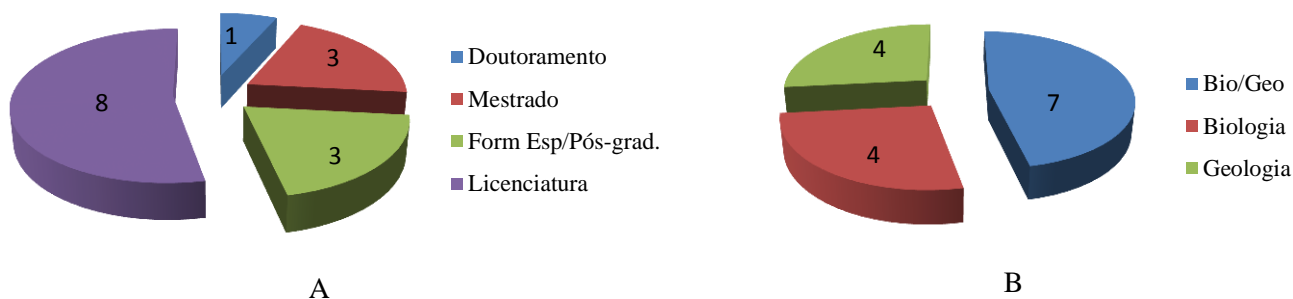 1
3
3
8
Doutoramento
Mestrado
Form Esp/Pós-grad.
Licenciatura
A
4
7
4
Bio/Geo
Biologia
Geologia
B